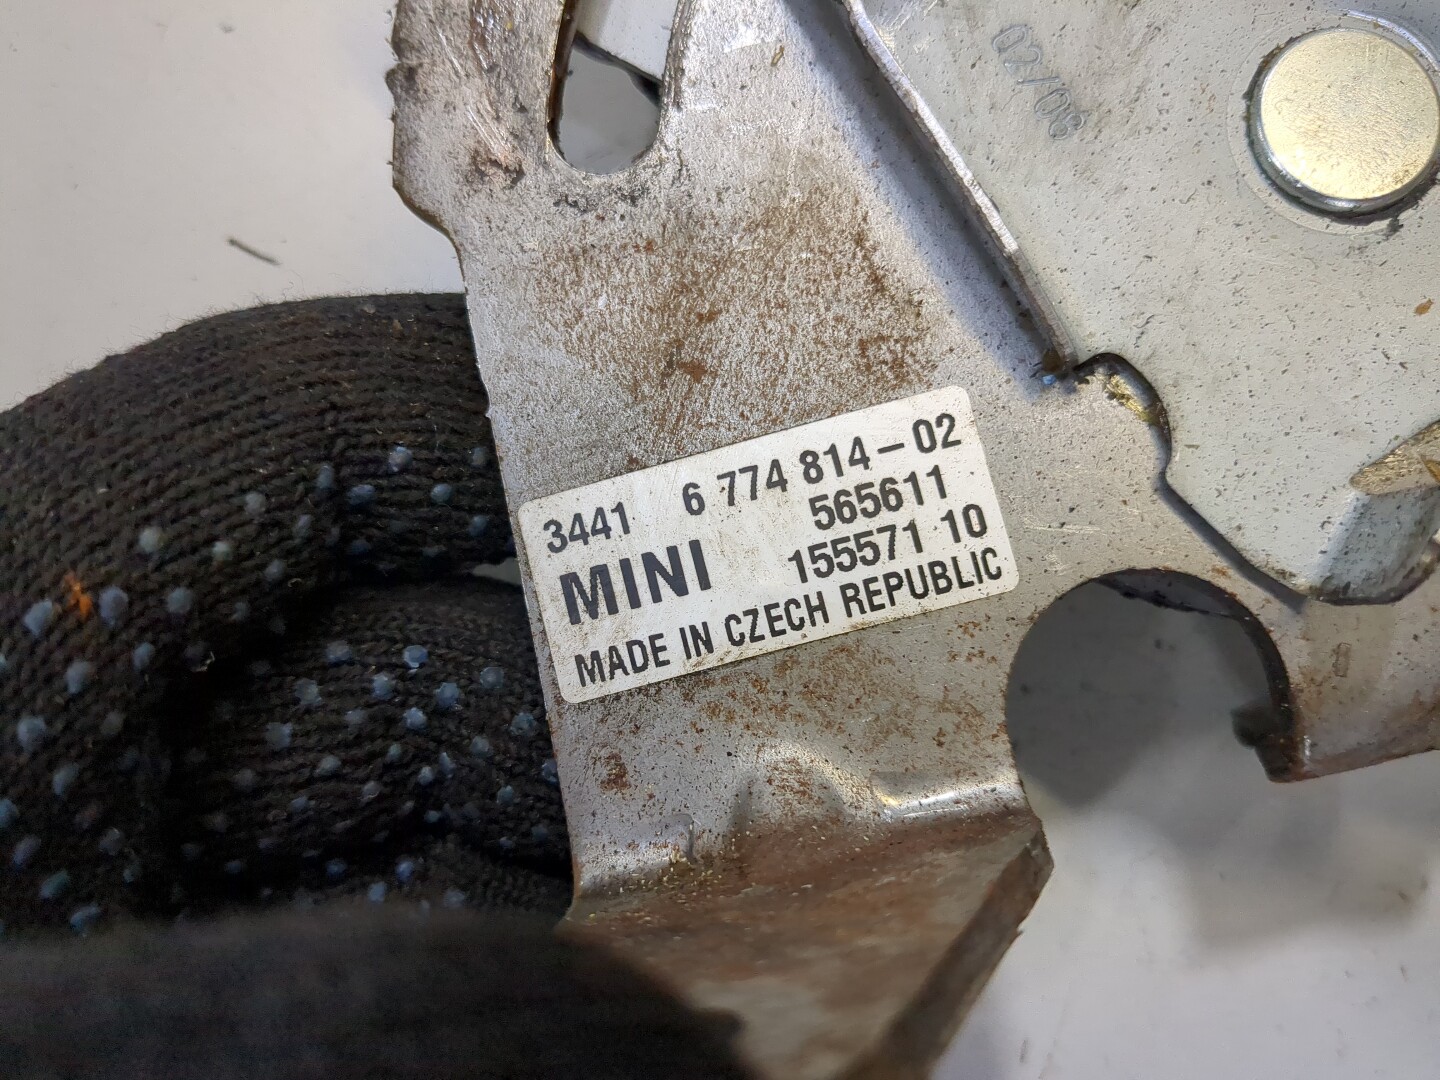 02/08
3441 6 774 814-02
565611
MINI 155571 10
MADE IN CZECH REPUBLIC